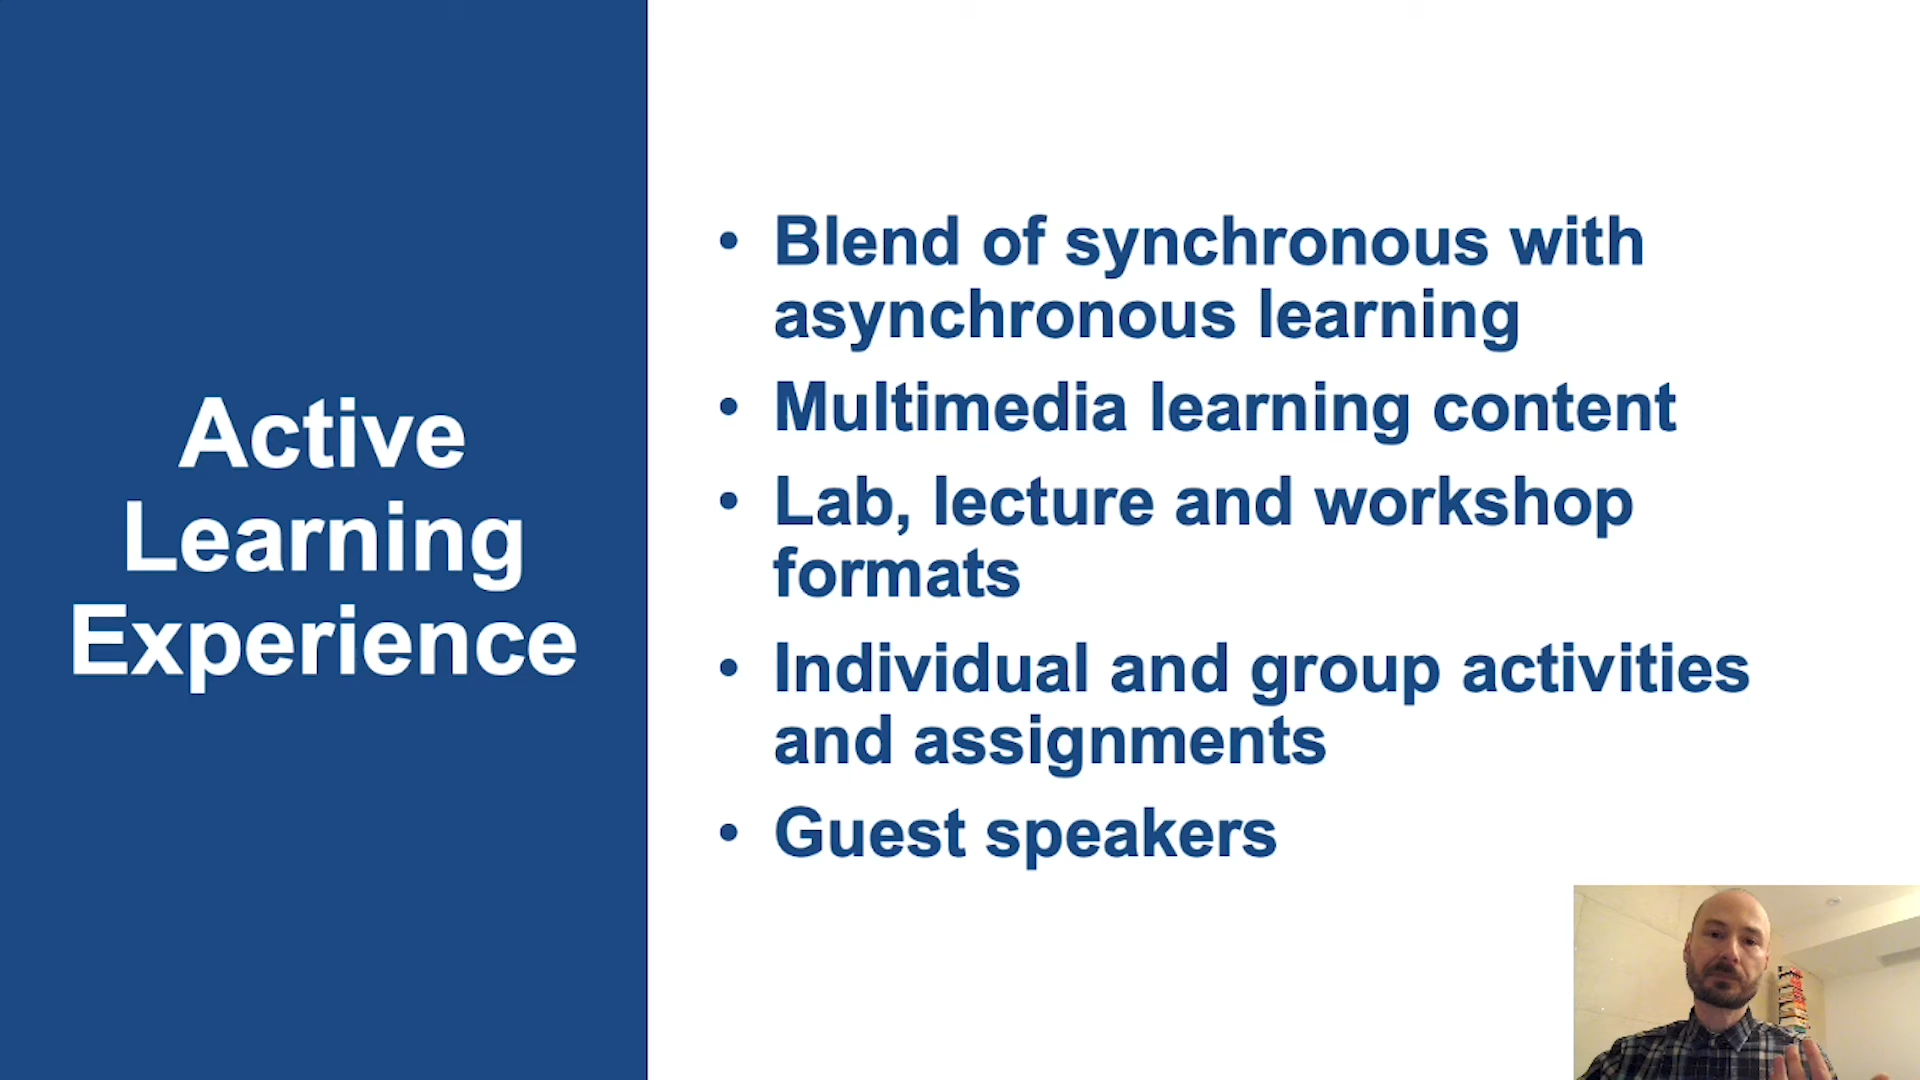 Active
Learning
Experience
• Blend of synchronous with
asynchronous learning
• Multimedia learning content
• Lab, lecture and workshop
formats
• Individual and group activities
and assignments
• Guest speakers